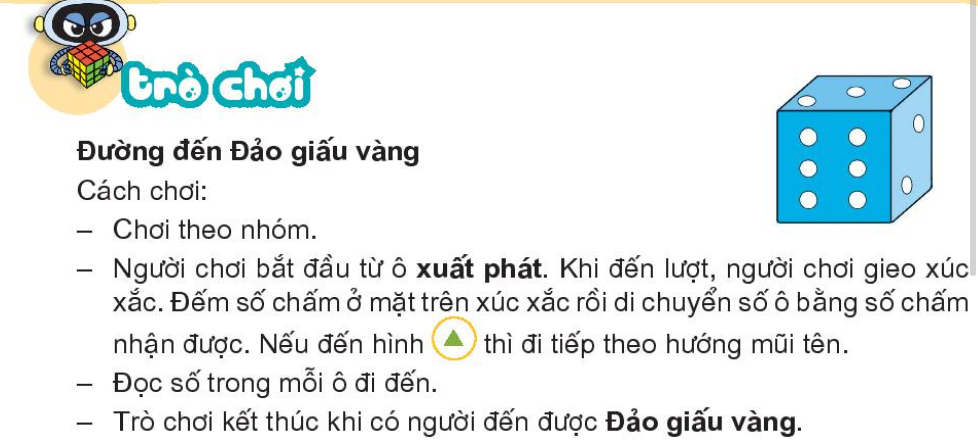 trò chơi
Đường đến Đảo giấu vàng
Cách chơi:
– Chơi theo nhóm.
– Người chơi bắt đầu từ ô xuất phát. Khi đến lượt, người chơi gieo xúc
xắc. Đếm số chấm ở mặt trên xúc xắc rồi di chuyển số ô bằng số chấm
nhận được. Nếu đến hình thì đi tiếp theo hướng mũi tên.
– Đọc số trong mỗi ô đi đến.
– Trò chơi kết thúc khi có người đến được Đảo giấu vàng.